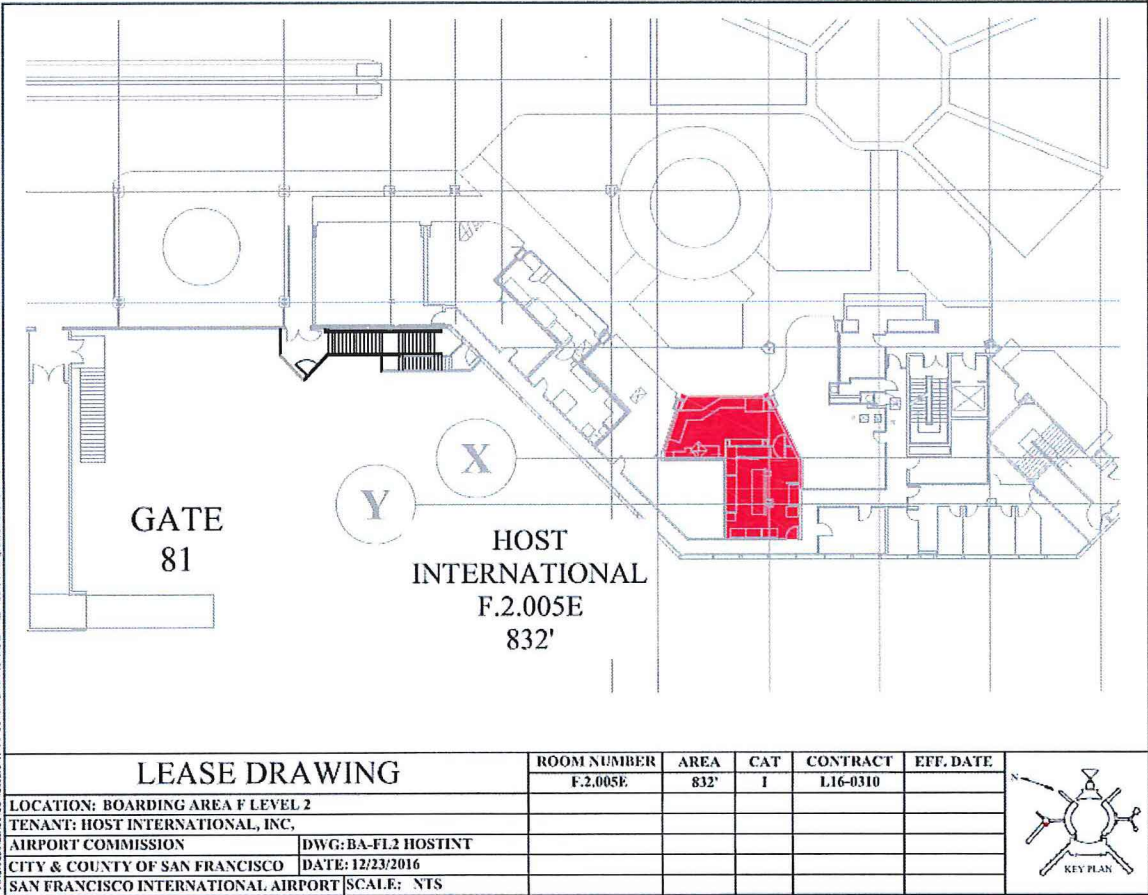 GATE
81
X
Y
HOST
INTERNATIONAL
F.2.005E
832'
LEASE DRAWING
ROOM NUMBER AREA CAT CONTRACT EFF. DATE
F.2.005E 832' I L16-0310
LOCATION: BOARDING AREA F LEVEL 2
TENANT: HOST INTERNATIONAL, INC,
AIRPORT COMMISSION DWG: BA-FL2 HOSTINT
CITY & COUNTY OF SAN FRANCISCO DATE: 12/23/2016
SAN FRANCISCO INTERNATIONAL AIRPORT SCALE: NTS
N
KEY PLAN